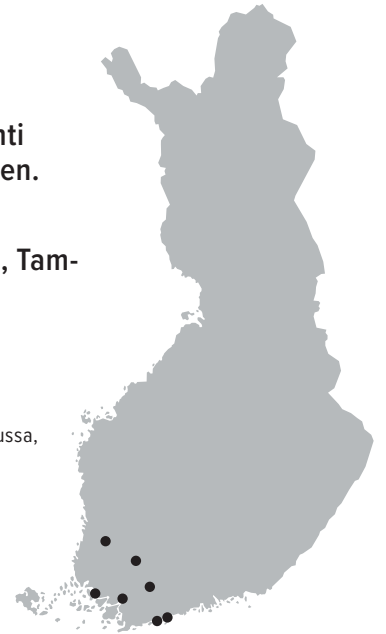 nti
en.
, Tam-
ussa,